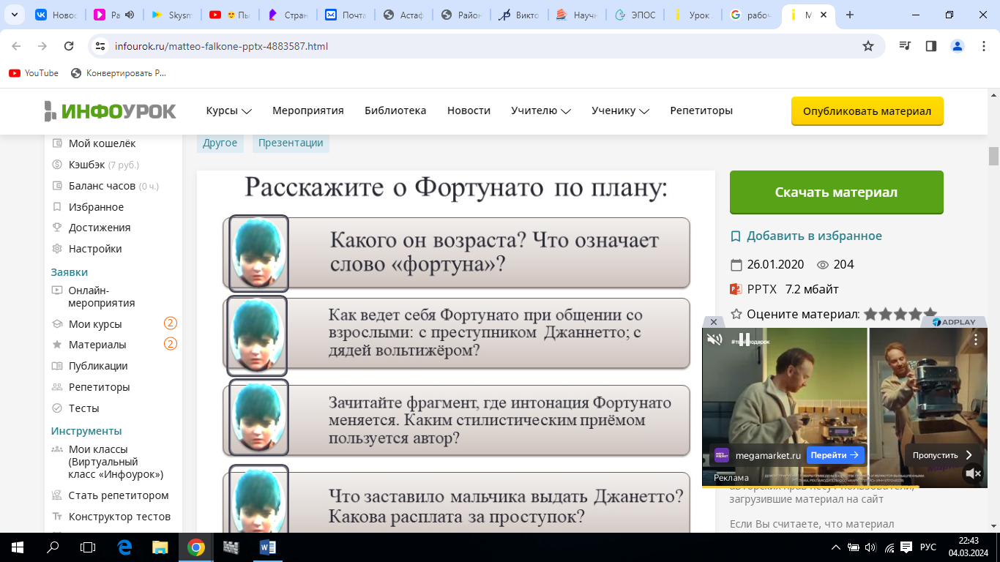 Новос
Ра
Skysm
Пы
Стран
Почта
Астаф
Район
Викто
Научн
ЭПОС
Урок
рабоч
М
infourok.ru/matteo-falkone-pptx-4883587.html
YouTube
Конвертировать P...
ИНФОУРОК
Курсы
Мероприятия
Библиотека
Новости
Учителю
Ученику
Репетиторы
Опубликовать материал
Мой кошелёк
Кэшбэк (7 руб.)
Баланс часов (0 ч.)
Избранное
Достижения
Настройки
Заявки
Онлайн-
мероприятия
Мои курсы 2
Материалы 2
Публикации
Репетиторы
Тесты
Инструменты
Мои классы
(Виртуальный
класс «Инфоурок»)
Стать репетитором
Конструктор тестов
Другое
Презентации
Расскажите о Фортунато по плану:
Какого он возраста? Что означает
слово «фортуна»?
Как ведет себя Фортунато при общении со
взрослыми: с преступником Джаннетто; с
дядей вольтижёром?
Зачитайте фрагмент, где интонация Фортунато
меняется. Каким стилистическим приёмом
пользуется автор?
Что заставило мальчика выдать Джанетто?
Какова расплата за проступок?
Скачать материал
Добавить в избранное
26.01.2020 204
PPTX 7.2 мбайт
Оцените материал:
ADPLAY
megamarket.ru
Перейти
Пропустить
Реклама
загрузившие материал на сайт
Если Вы считаете, что материал
РУС
22:43
04.03.2024